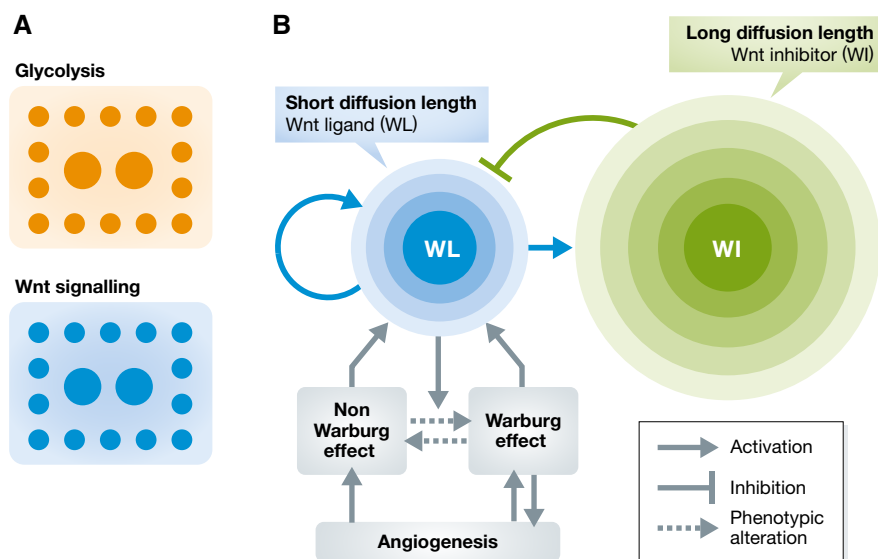 A
Glycolysis
Wnt signalling
B
Short diffusion length
Wnt ligand (WL)
Long diffusion length
Wnt inhibitor (WI)
WL
WI
Non
Warburg
effect
Warburg
effect
Angiogenesis
Activation
Inhibition
Phenotypic
alteration